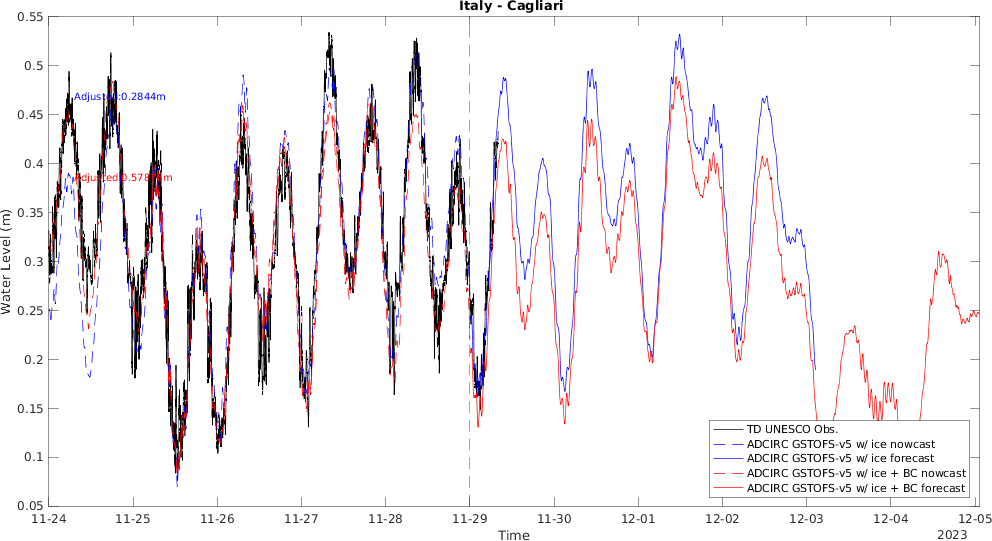 Italy - Cagliari
0.55
0.5
0.45
0.4
0.35
0.3
0.25
0.2
0.15
0.1
0.05
Water Level (m)
Adjusted:0.2844m
11-24
11-25
11-26
11-27
11-28
11-29
11-30
12-01
12-02
12-03
12-04
12-05
Time
2023
TD UNESCO Obs.
ADCIRC GSTOFS-v5 w/ ice nowcast
ADCIRC GSTOFS-v5 w/ ice forecast
ADCIRC GSTOFS-v5 w/ ice + BC nowcast
ADCIRC GSTOFS-v5 w/ ice + BC forecast